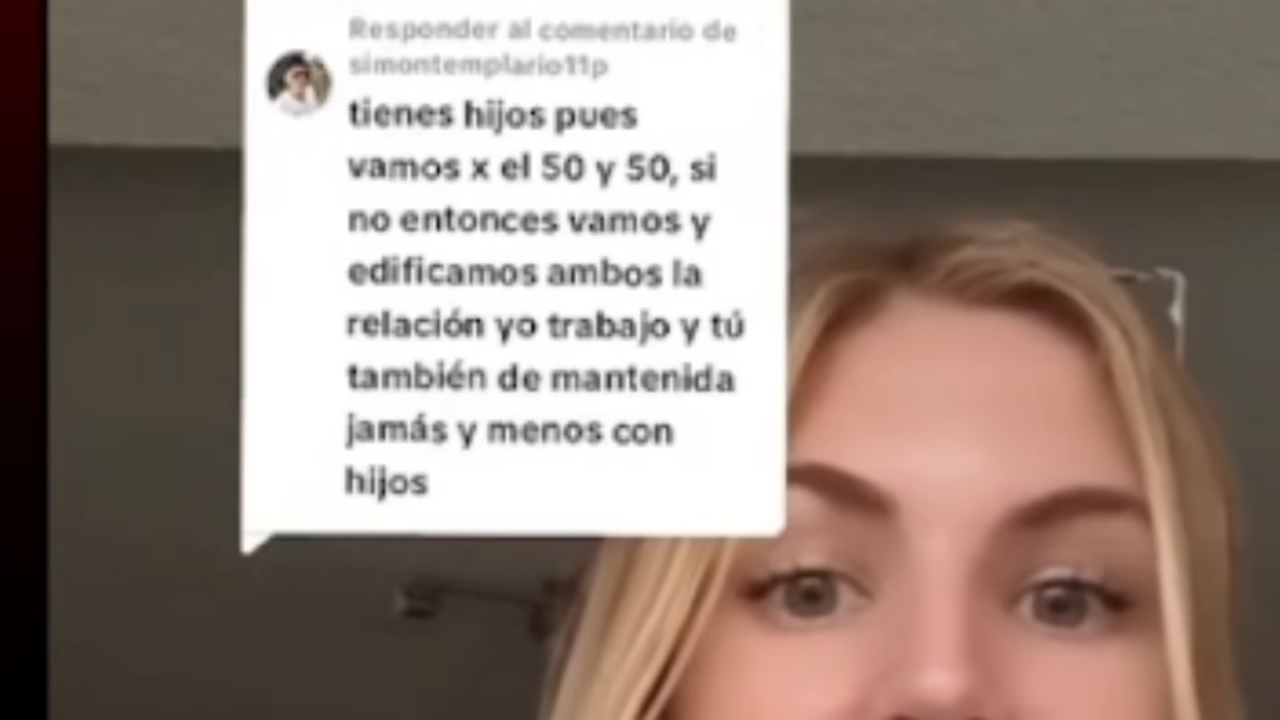 Responder al comentario de
simontemplario11p
tienes hijos pues
vamos x el 50 y 50, si
no entonces vamos y
edificamos ambos la
relación yo trabajo y tú
también de mantenida
jamás y menos con
hijos